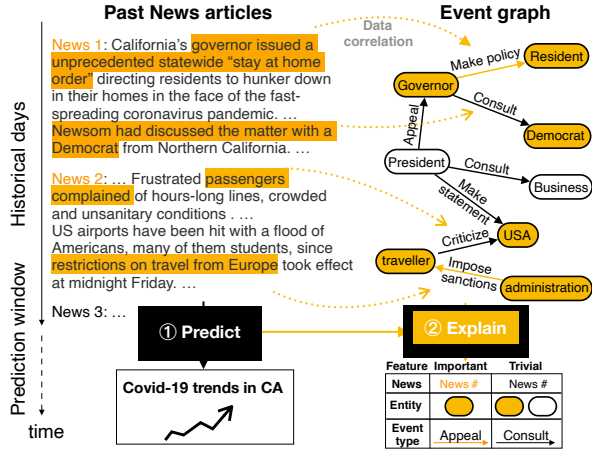 Past News articles
Event graph
Historical days
Prediction window
time
News 1: California's governor issued a
unprecedented statewide "stay at home
order" directing residents to hunker down
in their homes in the face of the fast-
spreading coronavirus pandemic. ...
Newsom had discussed the matter with a
Democrat from Northern California. ...
News 2: ... Frustrated passengers
complained of hours-long lines, crowded
and unsanitary conditions . ...
US airports have been hit with a flood of
Americans, many of them students, since
restrictions on travel from Europe took effect
at midnight Friday. ...
News 3: ...
Data
correlation
Resident
Make policy
Governor
Consult
Appeal
Democrat
President
Consult
Business
Make
statement
USA
Criticize
traveller
Impose
sanctions
administration
① Predict
② Explain
Covid-19 trends in CA
Feature Important Trivial
News News # News #
Entity
Event
type Appeal Consult